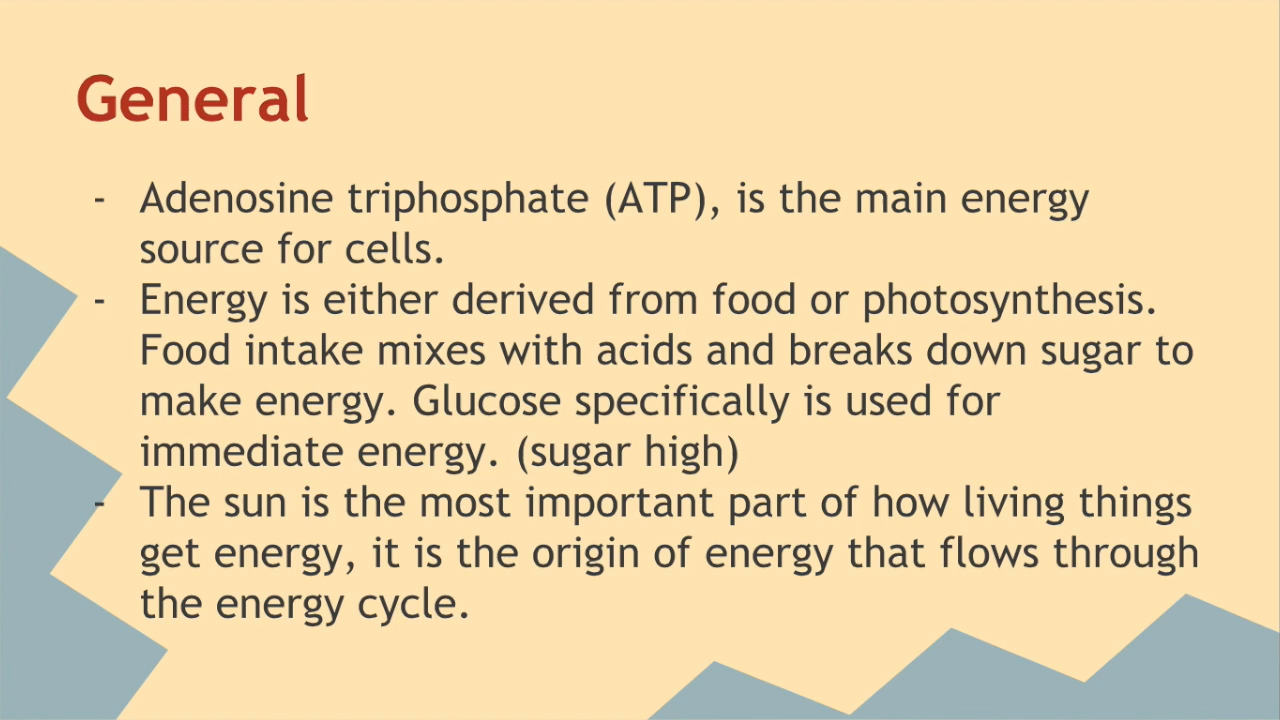 General
- Adenosine triphosphate (ATP), is the main energy
source for cells.
- Energy is either derived from food or photosynthesis.
Food intake mixes with acids and breaks down sugar to
make energy. Glucose specifically is used for
immediate energy. (sugar high)
- The sun is the most important part of how living things
get energy, it is the origin of energy that flows through
the energy cycle.